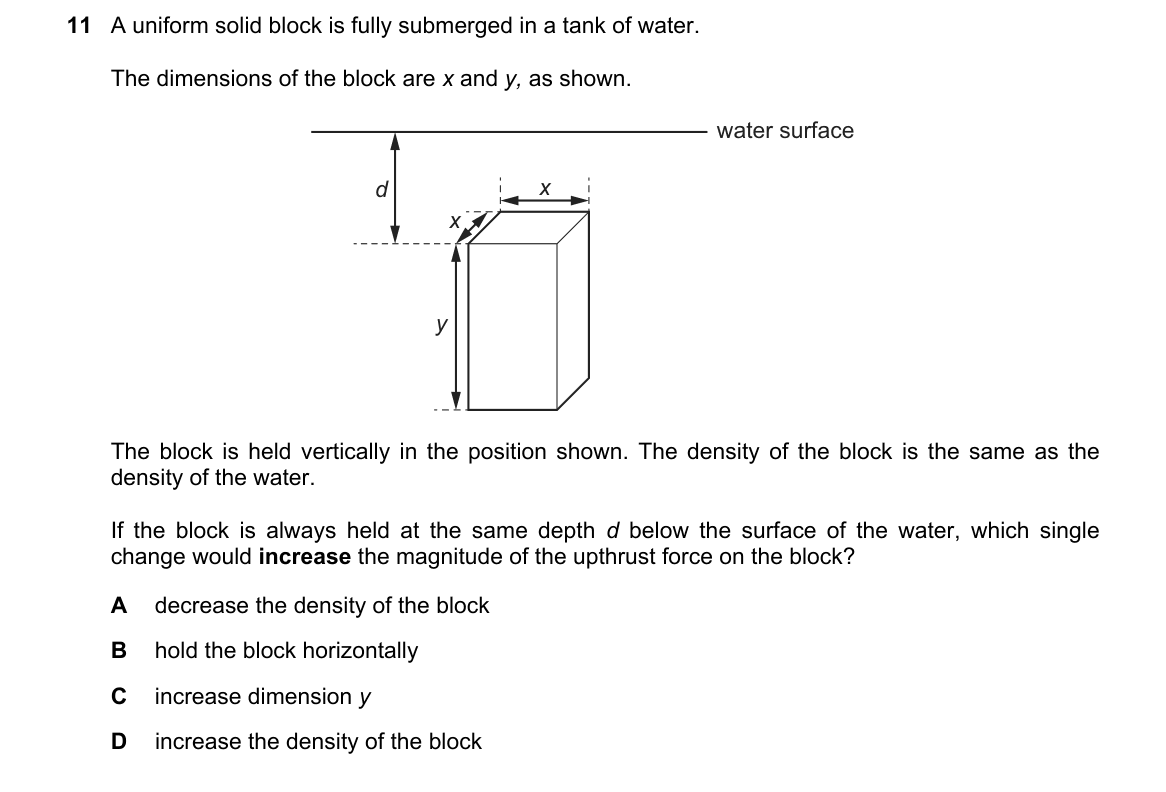 11 A uniform solid block is fully submerged in a tank of water.
The dimensions of the block are x and y, as shown.
water surface
d
x
x
y
The block is held vertically in the position shown. The density of the block is the same as the
density of the water.
If the block is always held at the same depth d below the surface of the water, which single
change would increase the magnitude of the upthrust force on the block?
A decrease the density of the block
B hold the block horizontally
C increase dimension y
D increase the density of the block